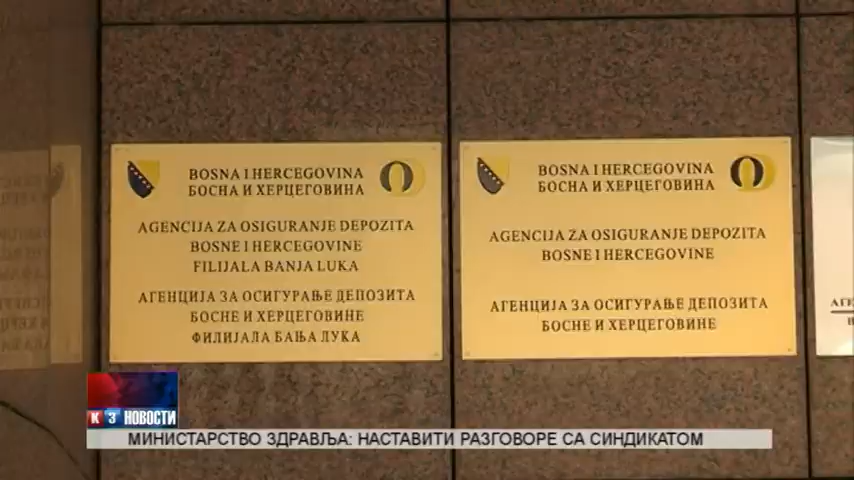 BOSNA I HERCEGOVINA
БОСНА И ХЕРЦЕГОВИНА
AGENCIJA ZA OSIGURANJE DEPOZITA
BOSNE I HERCEGOVINE
FILIJALA BANJA LUKA
АГЕНЦИЈА ЗА ОСИГУРАЊЕ ДЕПОЗИТА
БОСНЕ И ХЕРЦЕГОВИНЕ
ФИЛИЈАЛА БАЊА ЛУКА
BOSNA I HERCEGOVINA
БОСНА И ХЕРЦЕГОВИНА
AGENCIJA ZA OSIGURANJE DEPOZITA
BOSNE I HERCEGOVINE
АГЕНЦИЈА ЗА ОСИГУРАЊЕ ДЕПОЗИТА
БОСНЕ И ХЕРЦЕГОВИНЕ
К 3 НОВОСТИ
МИНИСТАРСТВО ЗДРАВЉА: НАСТАВИТИ РАЗГОВОРЕ СА СИНДИКАТОМ